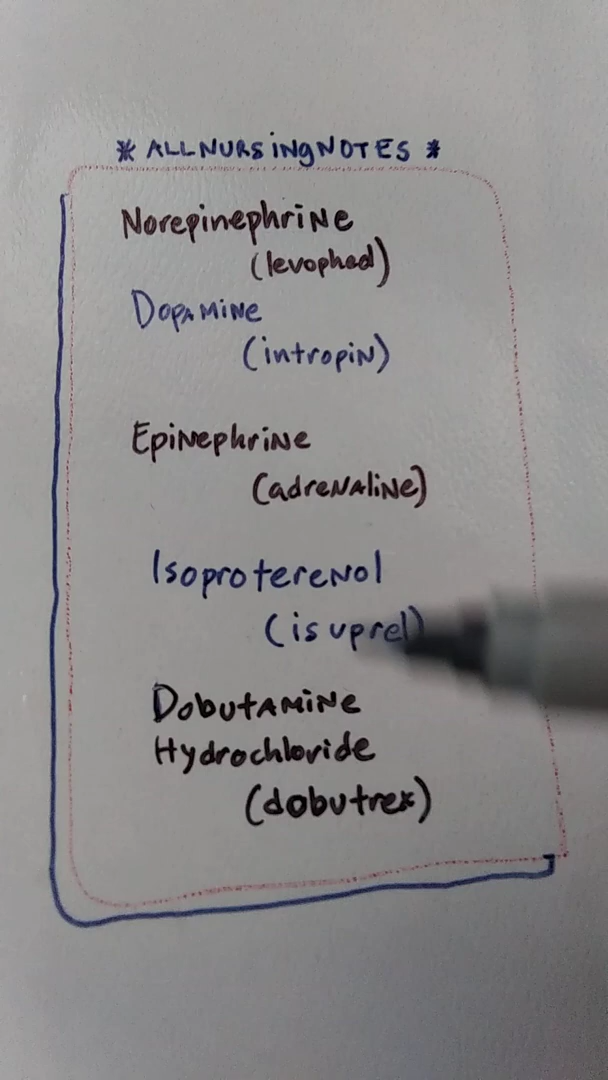 * ALLNURSINgNOTES *
NorepinephriNe
(levophed)
DopAMiNe
(intropiN)
EpiNephriNe
(adreNAliNe)
IsoprotereNol
(isuprel)
DobutAMiNe
Hydrochloride
(dobutrex)